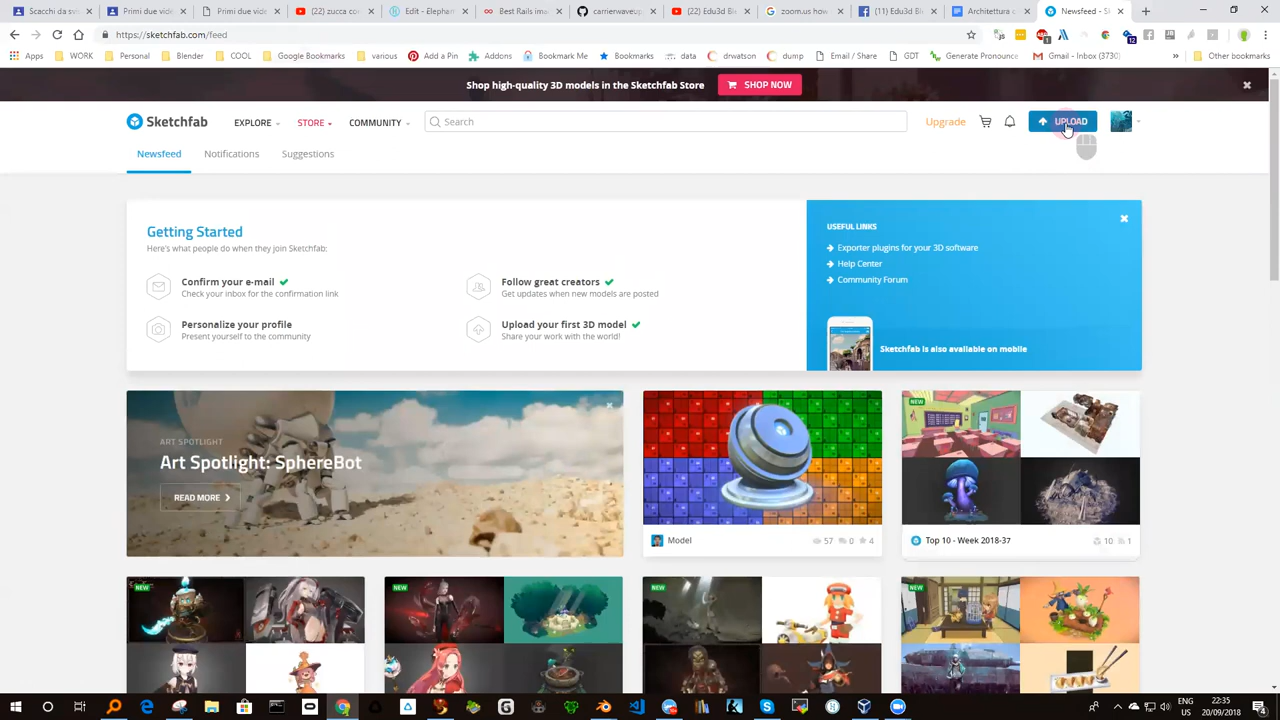 Scacchi da svi
Primi due vide
Primi due vide
(22) zucca co
Edit - Elephan
Best Rails ima
carrierwaveup
(22) Edu3d Bl
zoom.us how
(11) Edu3d Bl
Architettura c
Newsfeed - Sk
https://sketchfab.com/feed
Apps
WORK
Blender
COOL
Google Bookmarks
various
Add a Pin
Addons
Bookmark Me
Bookmarks
data
drwatson
dump
Email / Share
GDT
Generate Pronounce
Gmail - Inbox (3730)
»
Other bookmarks
Shop high-quality 3D models in the Sketchfab Store
SHOP NOW
Sketchfab
EXPLORE
STORE
COMMUNITY
Search
Upgrade
UPLOAD
Newsfeed
Notifications
Suggestions
Getting Started
Here's what people do when they join Sketchfab:
Confirm your e-mail
Check your inbox for the confirmation link
Follow great creators
Get updates when new models are posted
Personalize your profile
Present yourself to the community
Upload your first 3D model
Share your work with the world!
USEFUL LINKS
Exporter plugins for your 3D software
Help Center
Community Forum
Sketchfab is also available on mobile
ART SPOTLIGHT
Art Spotlight: SphereBot
READ MORE
Model
57
0
4
NEW
Top 10 - Week 2018-37
10
1
NEW
NEW
NEW
NEW
ENG
US
22:35
20/09/2018